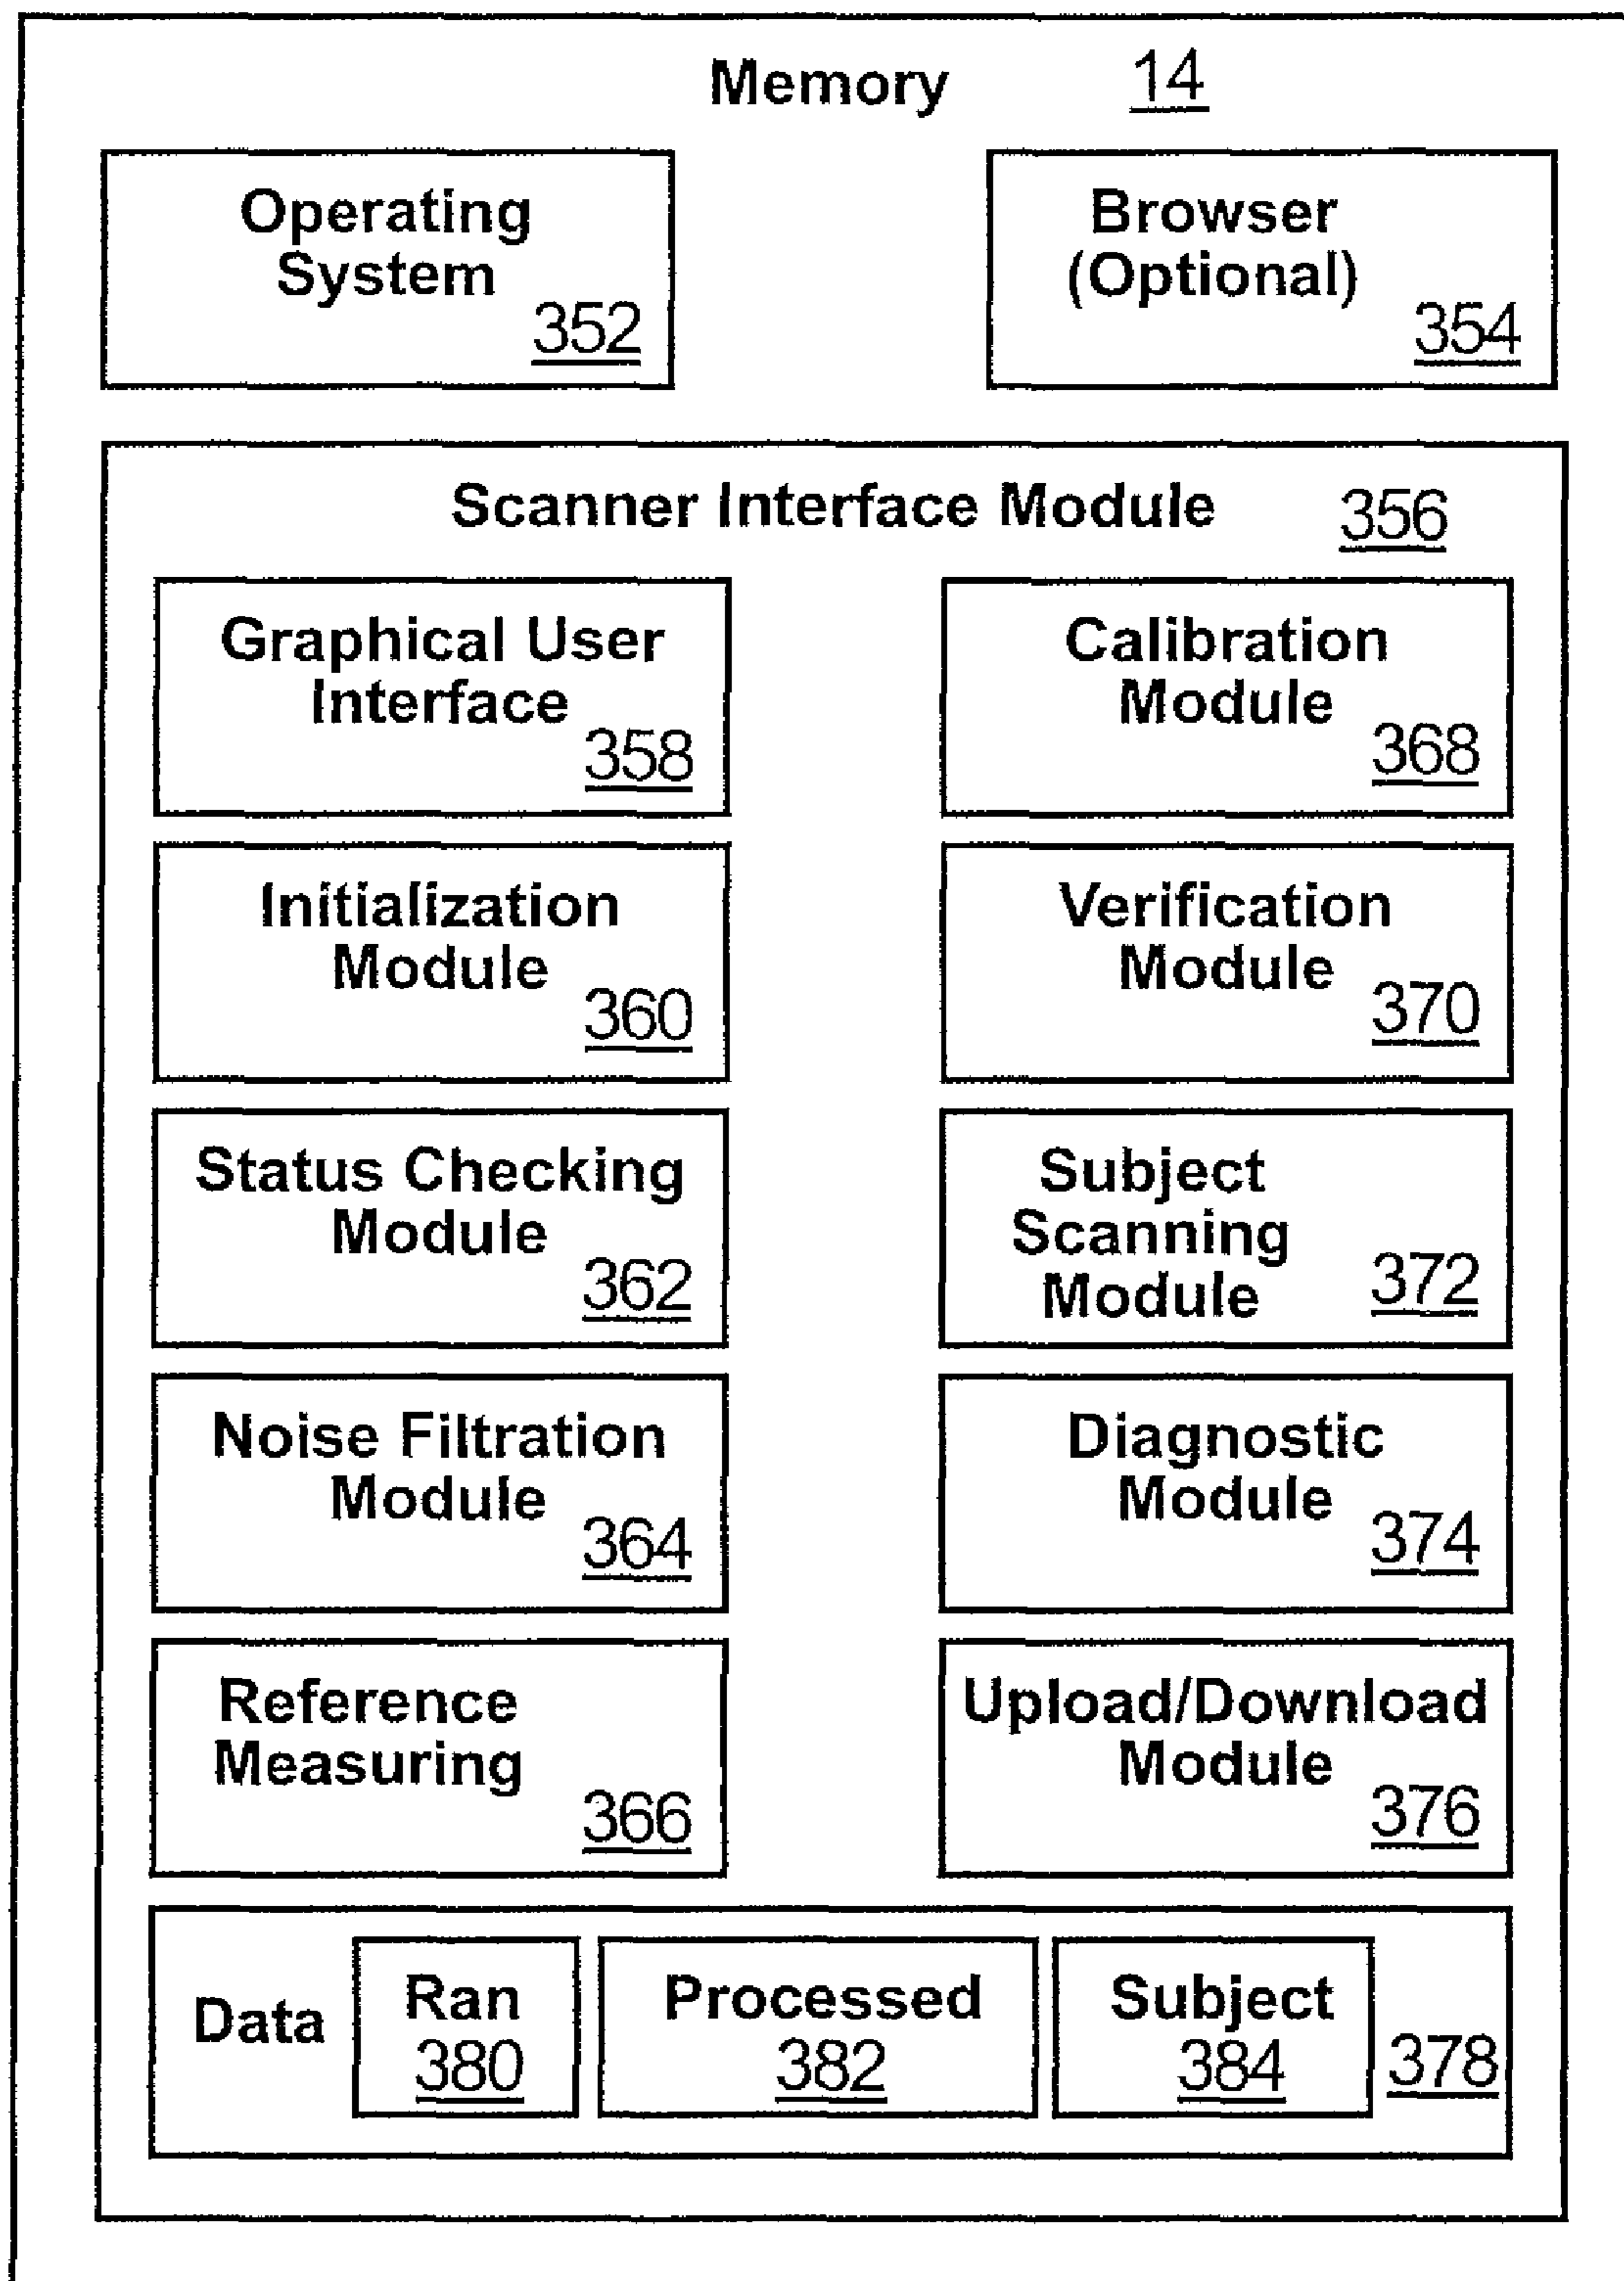 Memory 14
Operating
System
352
Browser
(Optional)
354
Scanner Interface Module 356
Graphical User
Interface
358
Calibration
Module
368
Initialization
Module
360
Verification
Module
370
Status Checking
Module
362
Subject
Scanning
Module
372
Noise Filtration
Module
364
Diagnostic
Module
374
Reference
Measuring
366
Upload/Download
Module
376
Data
Ran
380
Processed
382
Subject
384
378